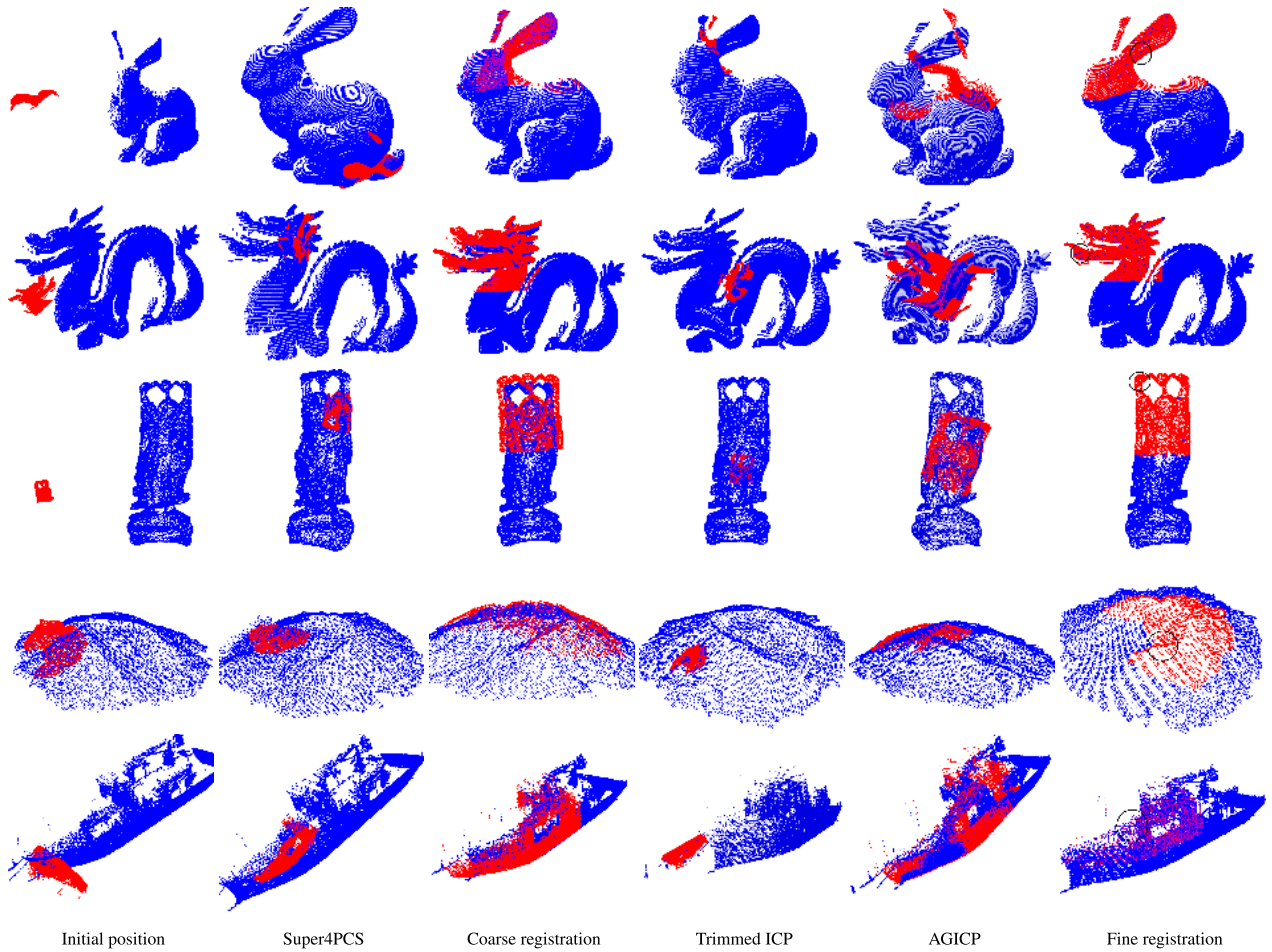 Initial position
Super4PCS
Coarse registration
Trimmed ICP
AGICP
Fine registration